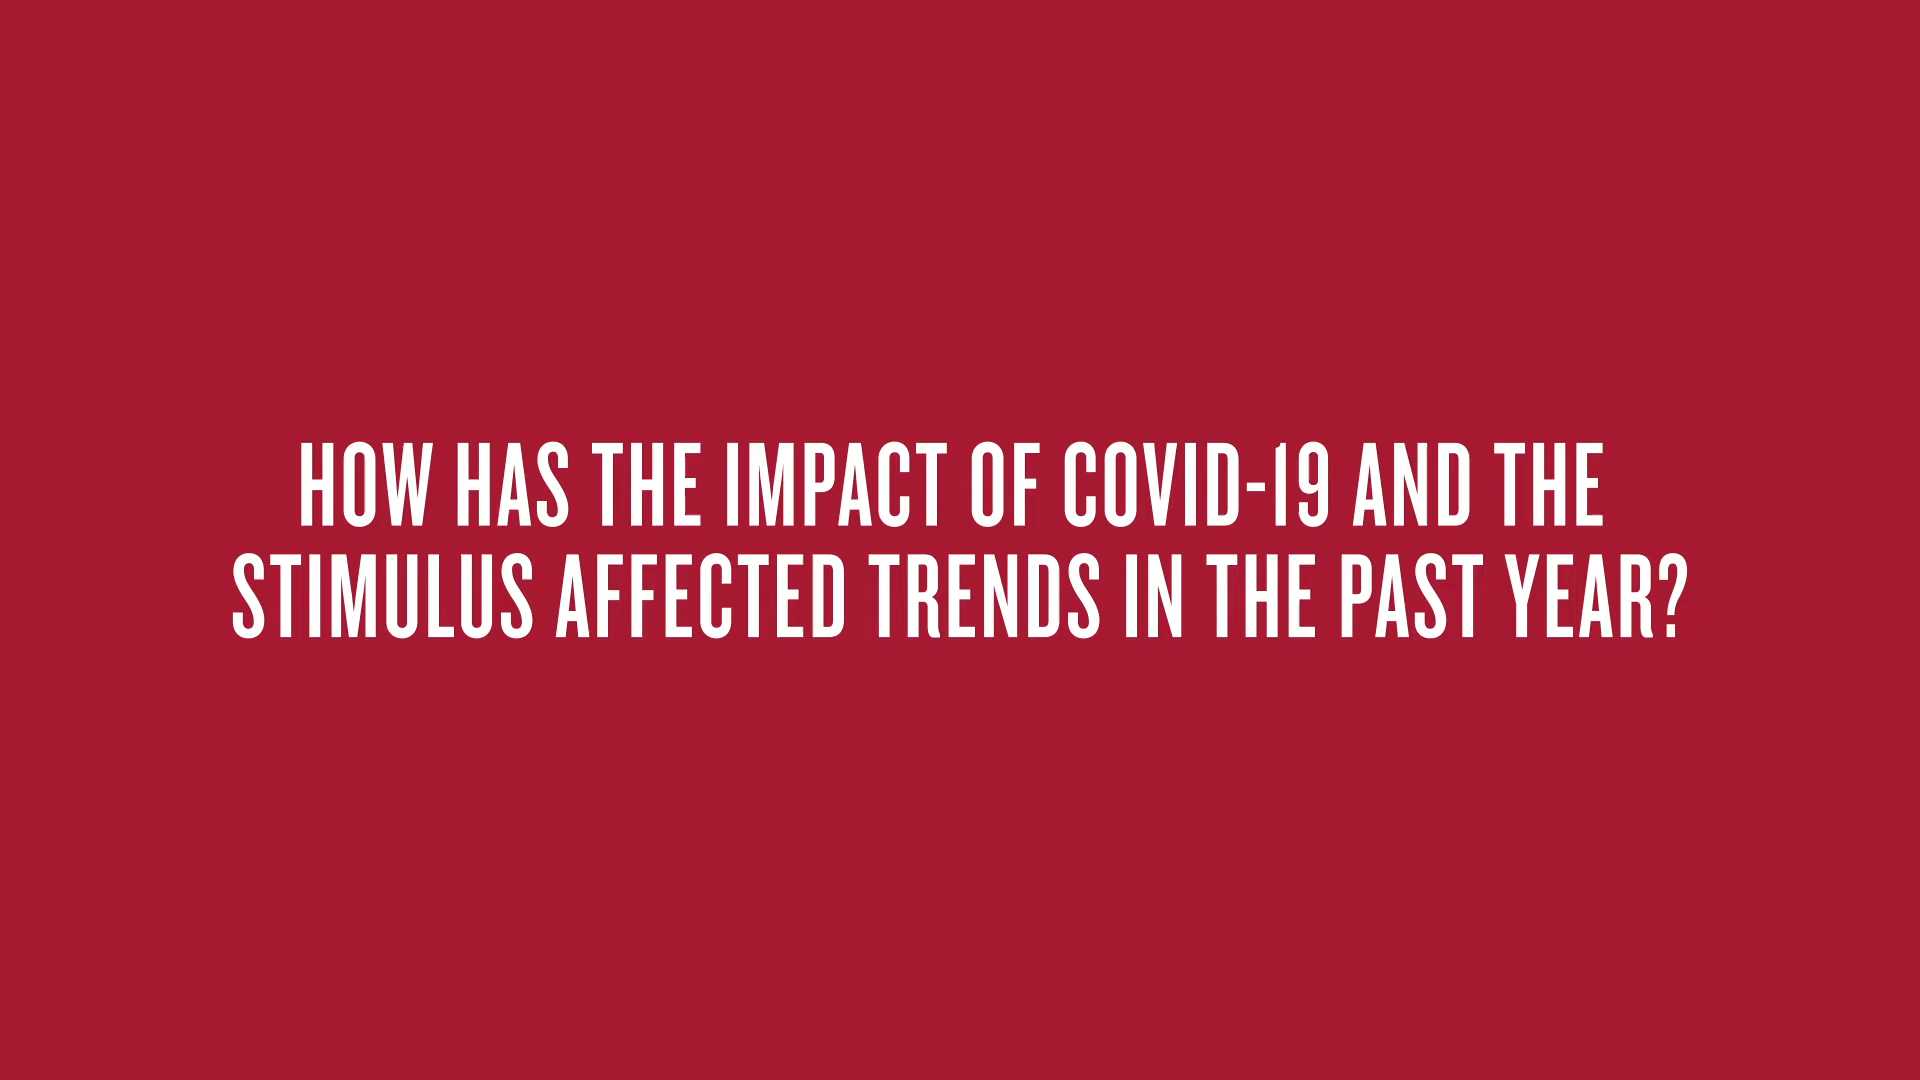 HOW HAS THE IMPACT OF COVID-19 AND THE
STIMULUS AFFECTED TRENDS IN THE PAST YEAR?